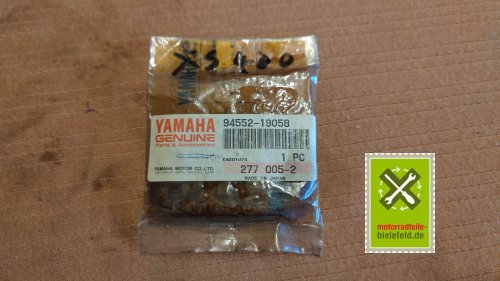 XS400
YAMAHA
GENUINE
Parts & Accessories
94552-19058
1 PC
YAMAHA MOTOR CO., LTD.
277 005-2
MADE IN JAPAN
motorradteile-
bielefeld.de